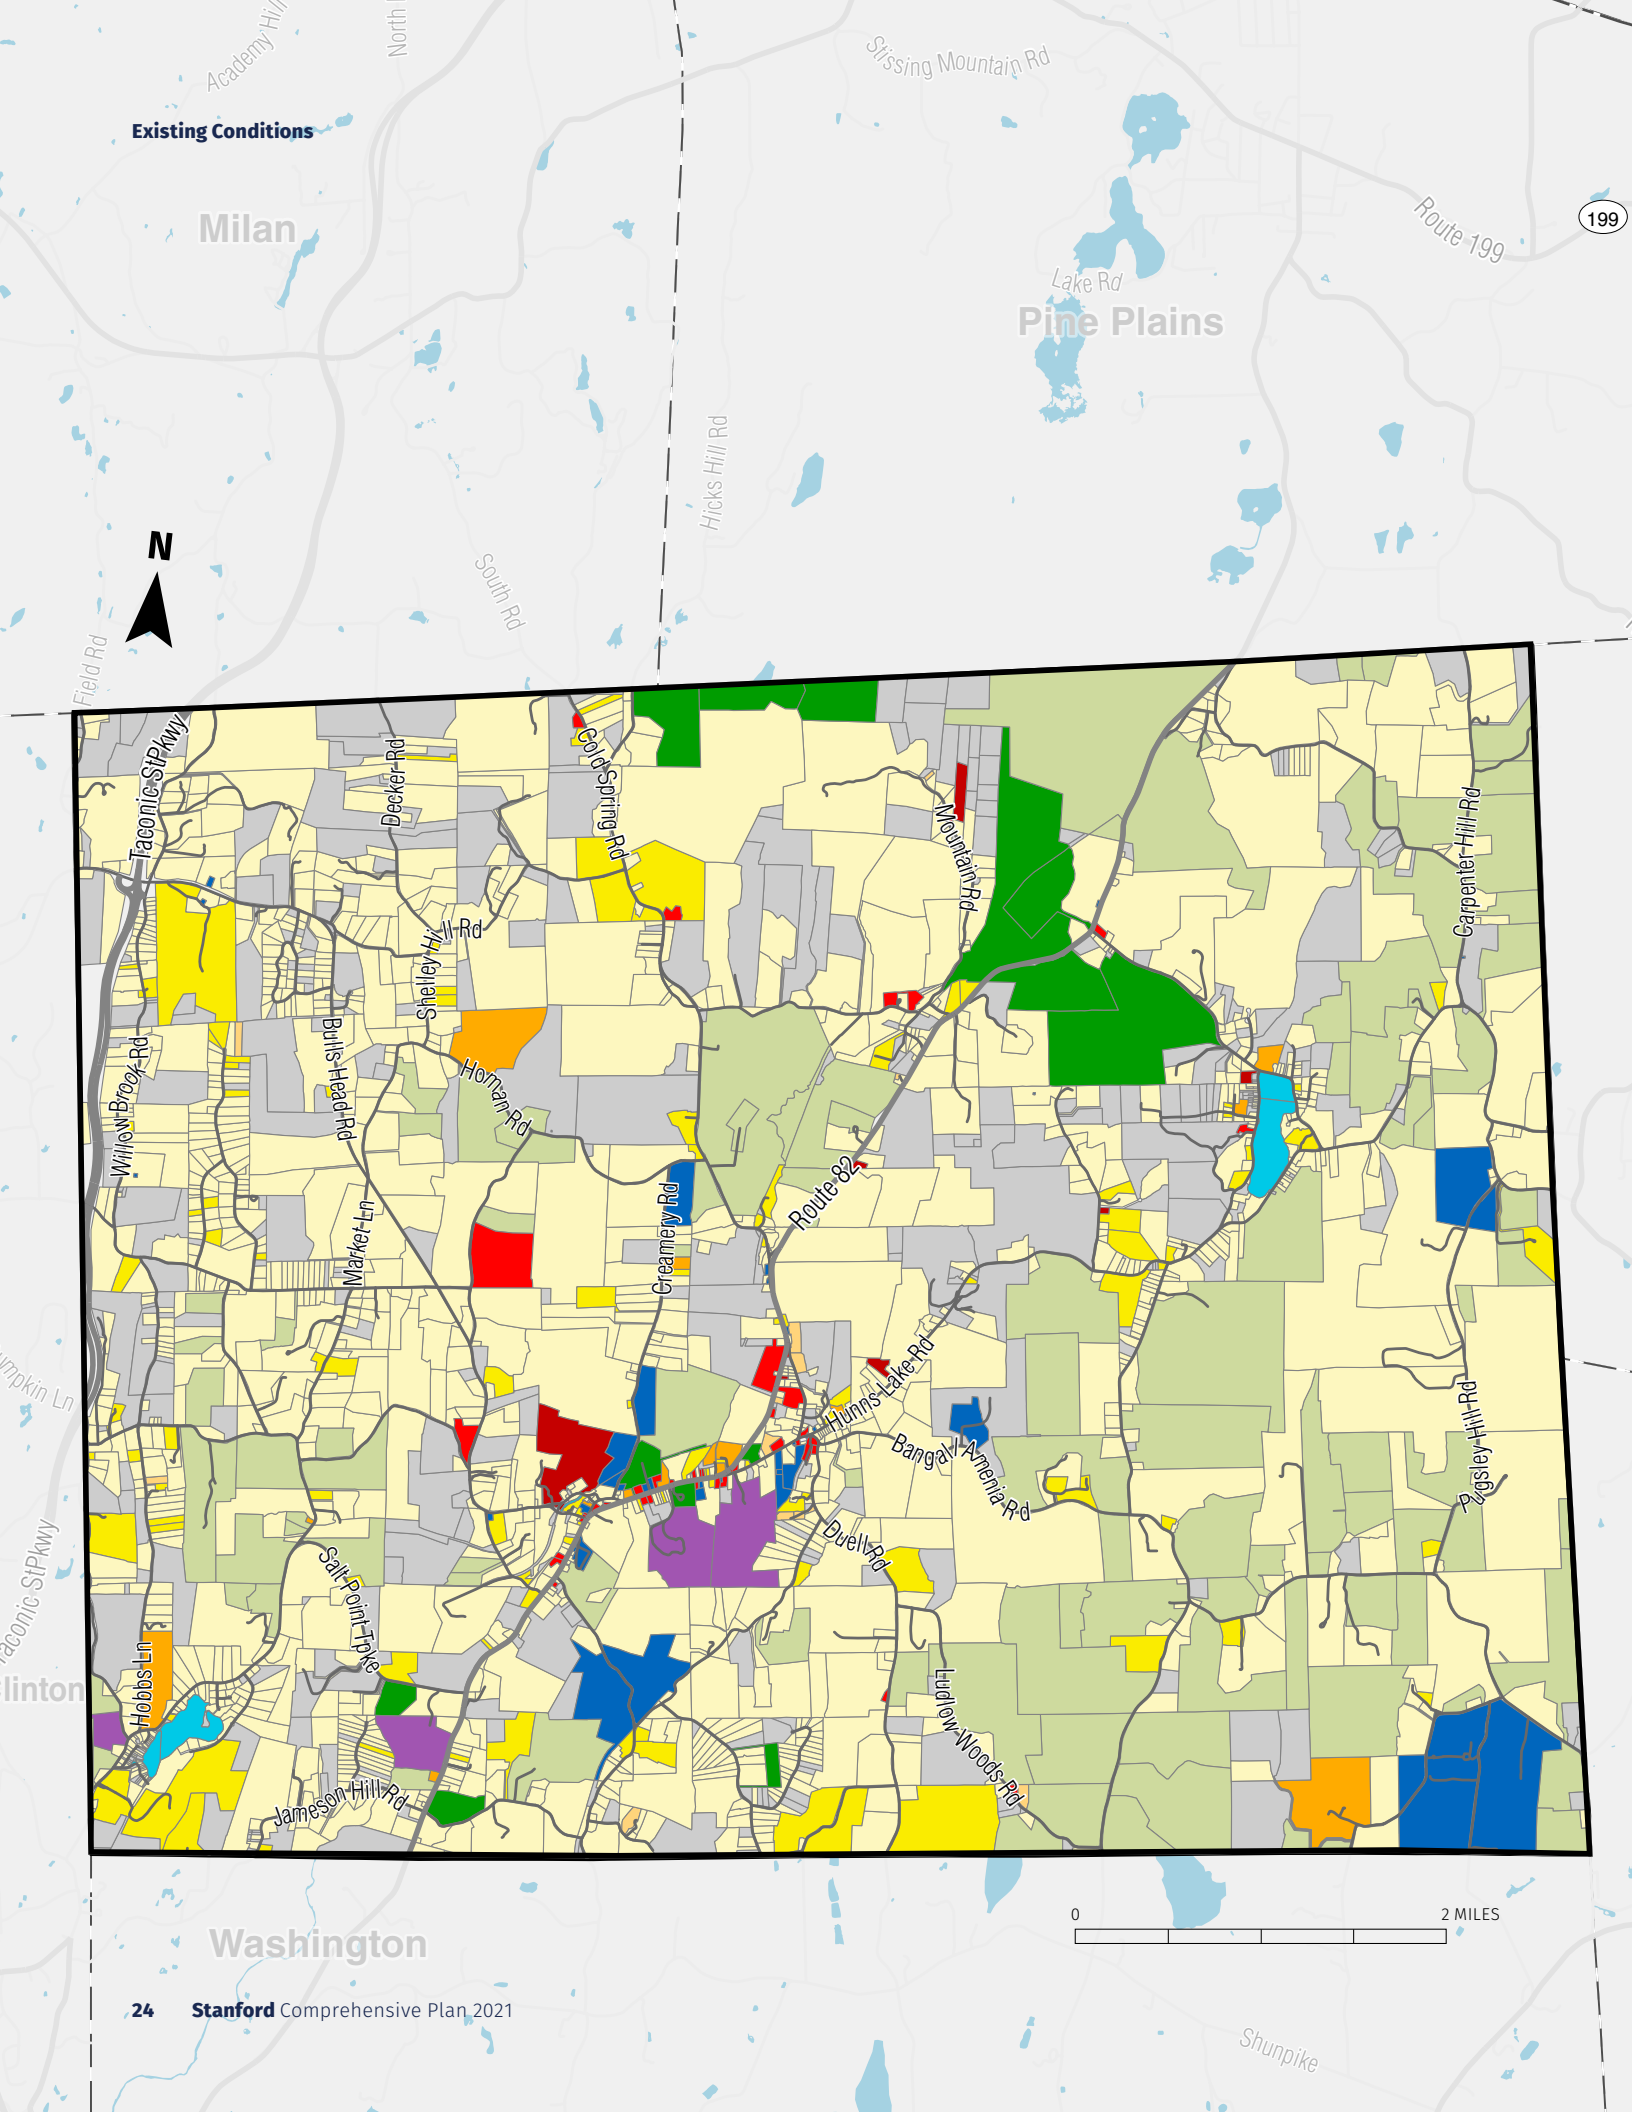 Academy Hill
North
Stissing Mountain Rd
Existing Conditions
Milan
Route 199
199
Lake Rd
Pine Plains
Hicks Hill Rd
N
South Rd
Field Rd
Taconic St Pkwy
Decker Rd
Cold Spring Rd
Mountain Rd
Carpenter Hill Rd
Shelley Hill Rd
Willow Brook Rd
Bulls Head Rd
Homan Rd
Market Ln
Creamery Rd
Route 82
Hunns Lake Rd
Bangall Amenia Rd
Pugsley Hill Rd
Duell Rd
Salt Point Tpke
Taconic St Pkwy
Hobbs Ln
Ludlow Woods Rd
Jameson Hill Rd
0 2 MILES
Washington
24 Stanford Comprehensive Plan 2021
Shunpike